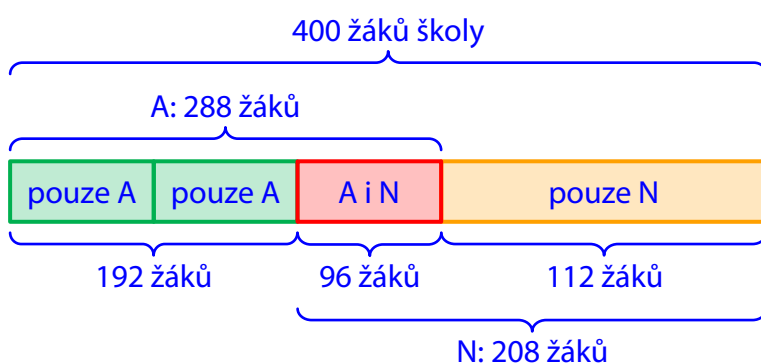 400 žáků školy
A: 288 žáků
pouze A pouze A A i N pouze N
192 žáků 96 žáků 112 žáků
N: 208 žáků